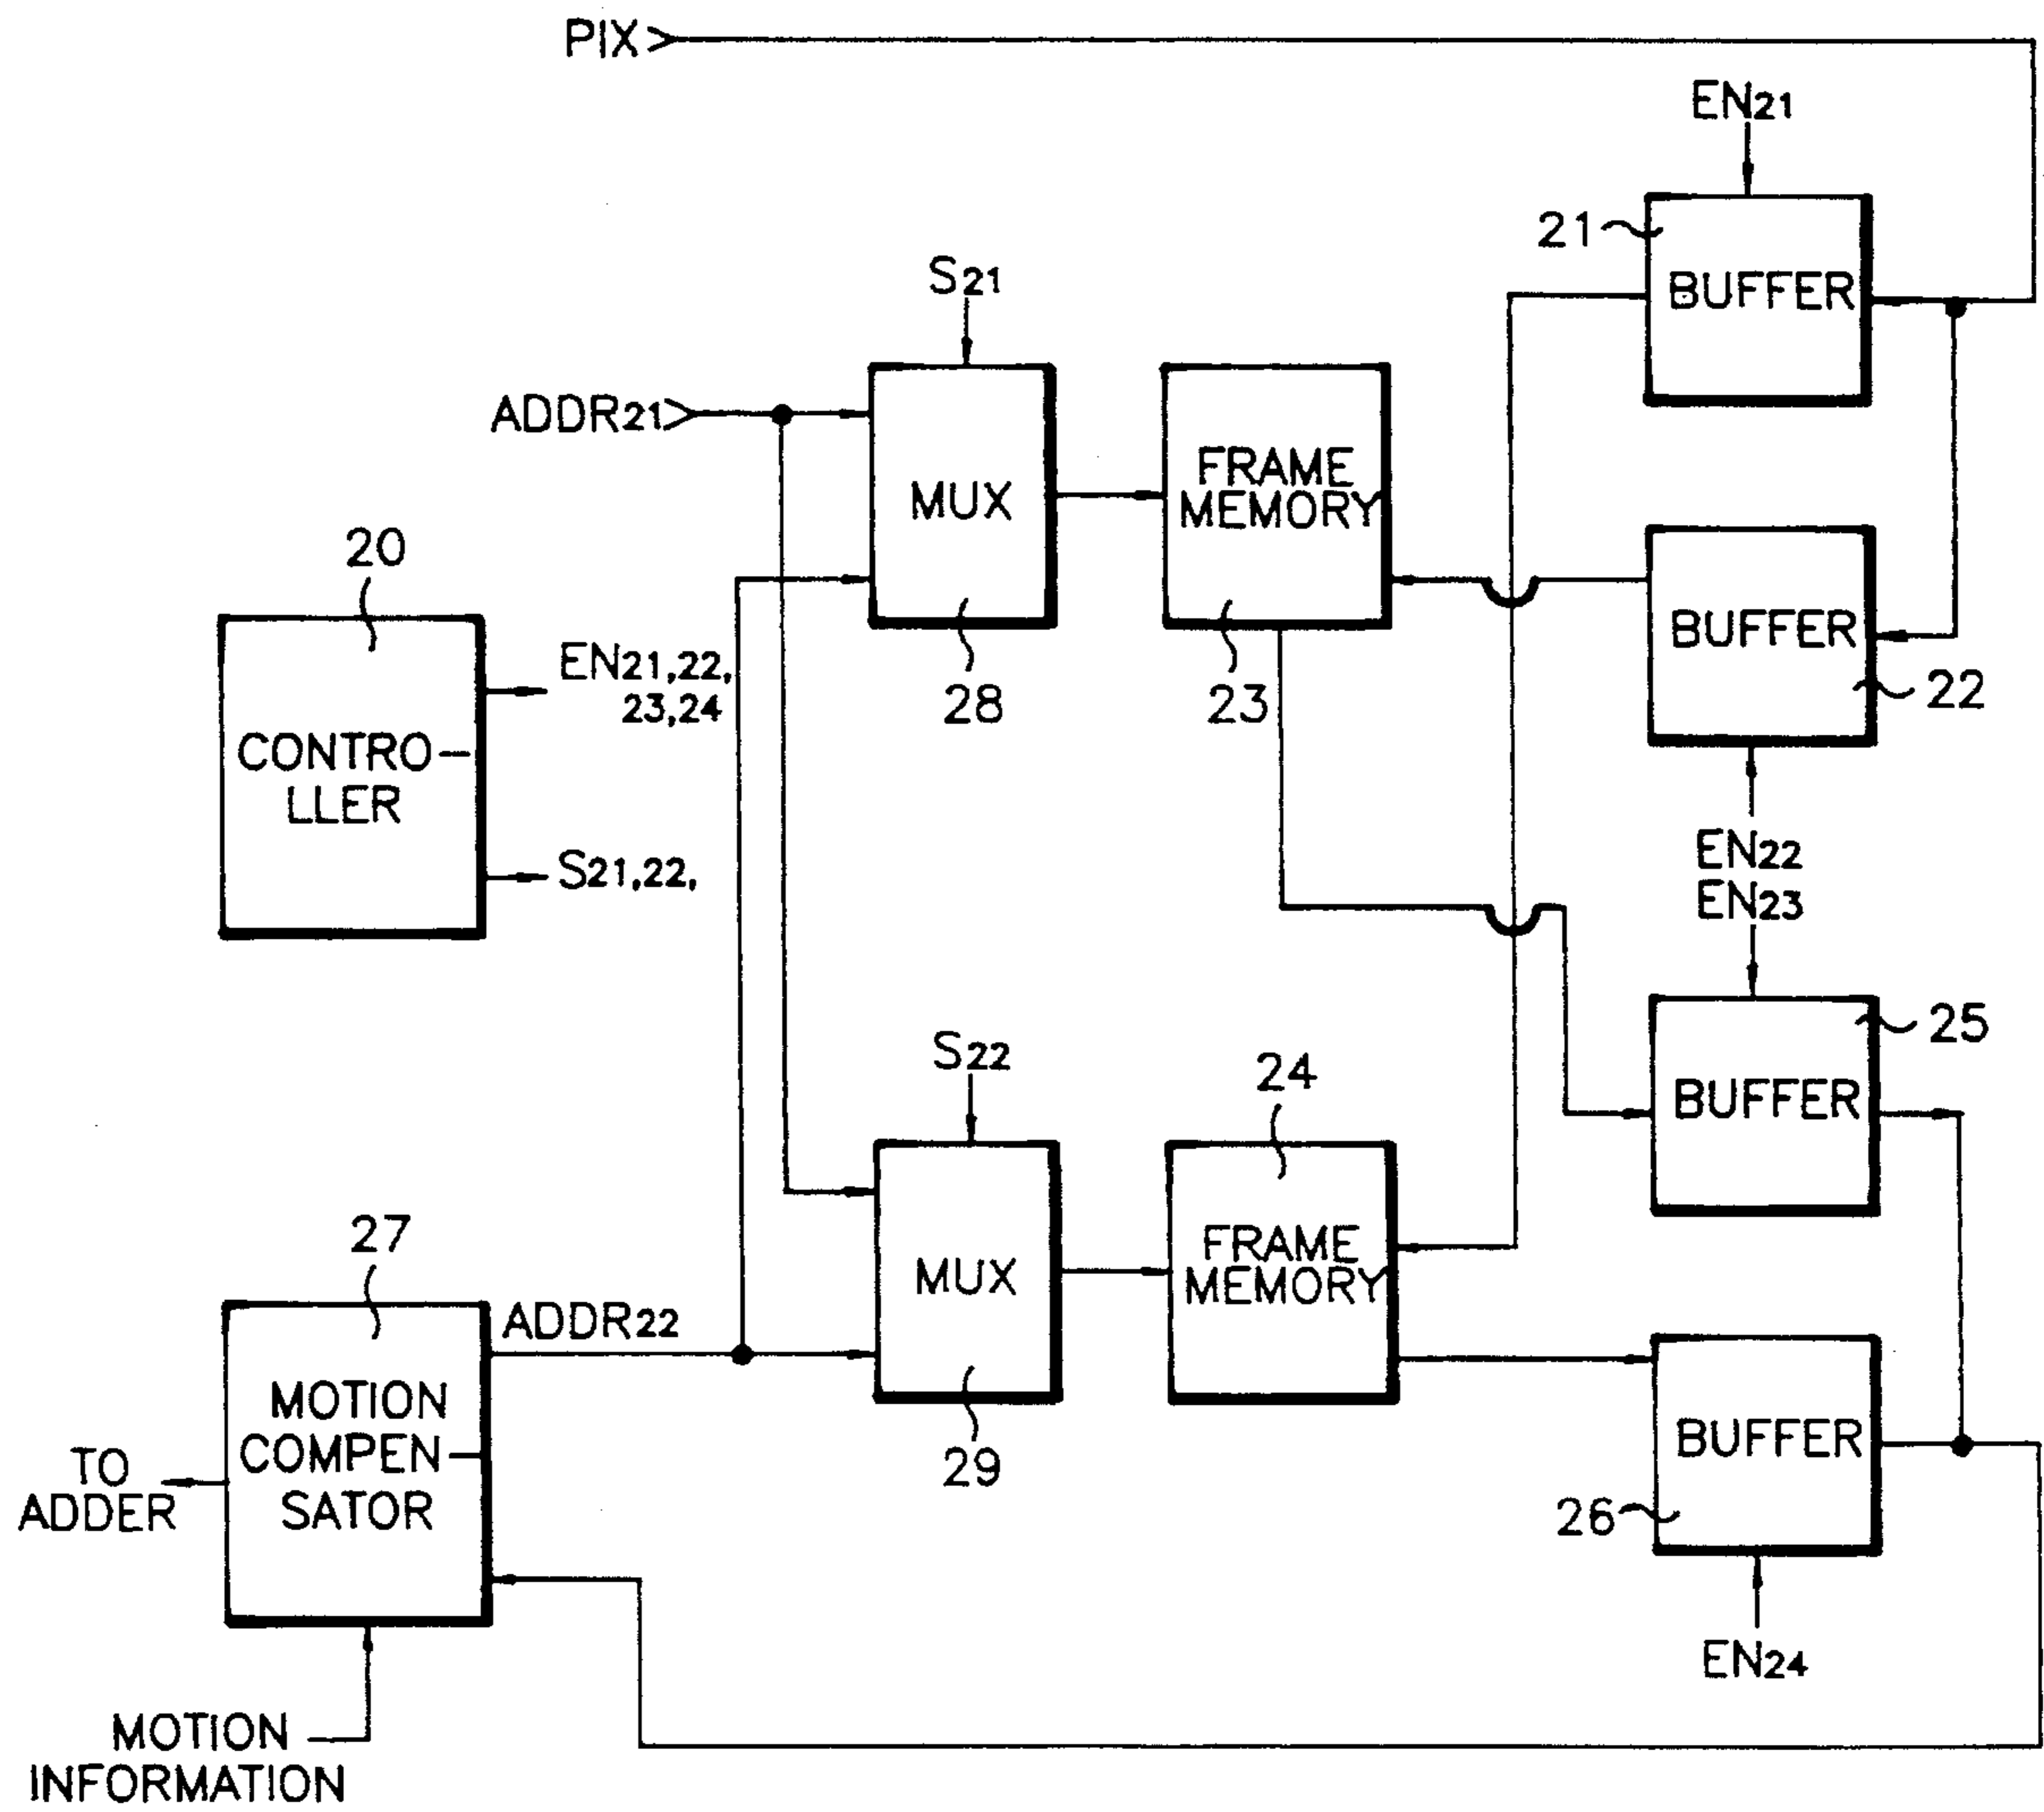 PIX
EN21
21
BUFFER
S21
ADDR21
MUX
FRAME
MEMORY
20
BUFFER
EN21,22,
23,24
28
23
22
CONTRO-
LLER
S21,22,
EN22
EN23
25
S22
24
BUFFER
27
MUX
FRAME
MEMORY
ADDR22
MOTION
COMPEN-
SATOR
BUFFER
TO
ADDER
29
26
EN24
MOTION
INFORMATION